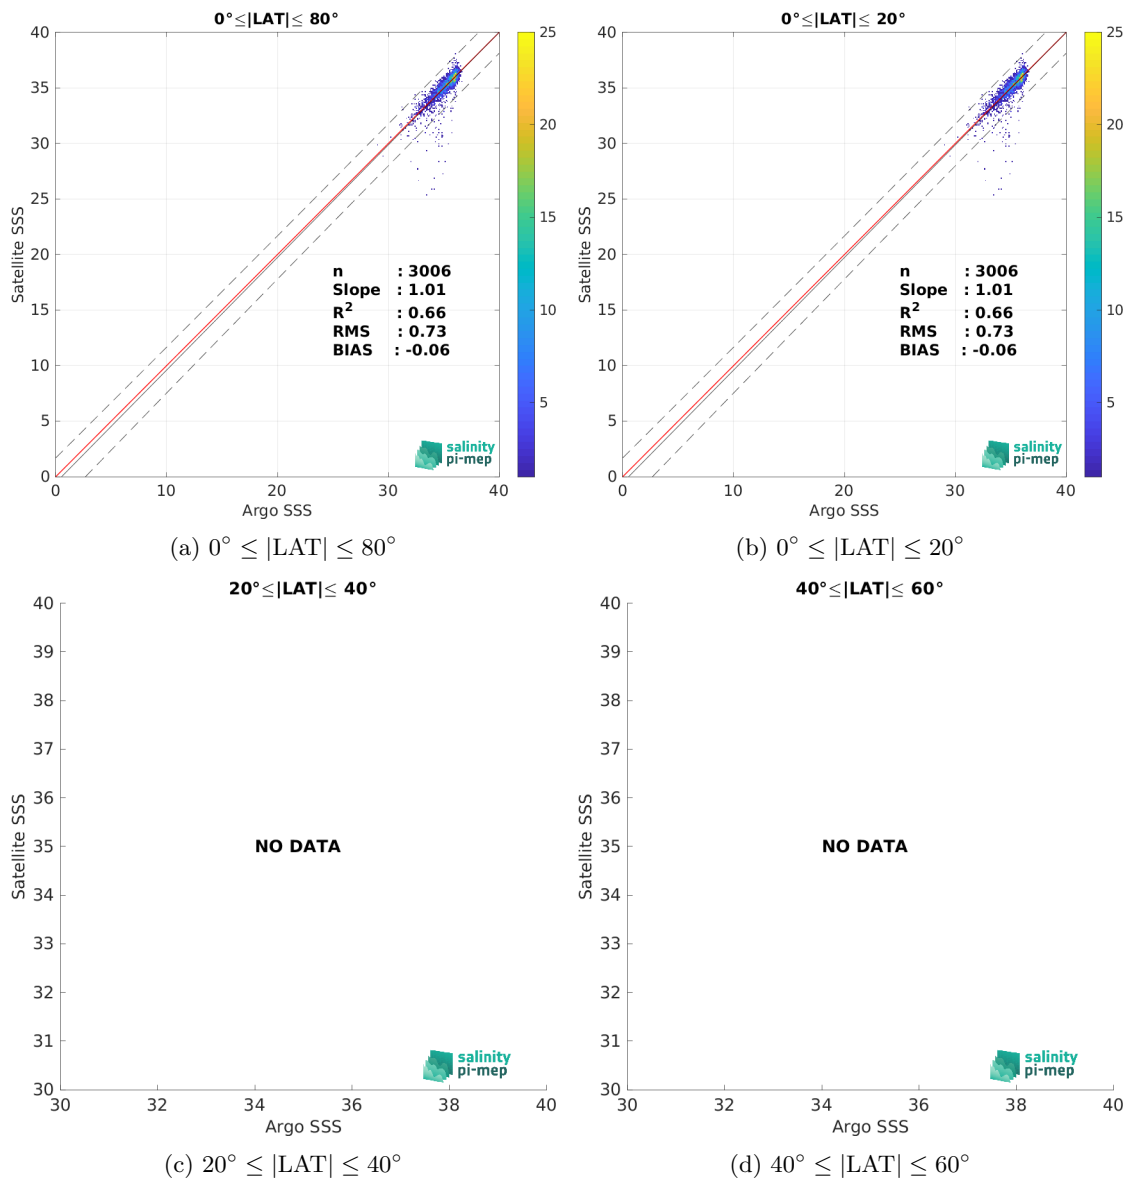 0°≤|LAT|≤ 80°
40
35
30
25
20
15
10
5
0
Satellite SSS
0
10
20
30
40
Argo SSS
25
20
15
10
5
n : 3006
Slope : 1.01
R² : 0.66
RMS : 0.73
BIAS : -0.06
salinity
pi-mep
(a) 0° ≤ |LAT| ≤ 80°
0°≤|LAT|≤ 20°
40
35
30
25
20
15
10
5
0
Satellite SSS
0
10
20
30
40
Argo SSS
25
20
15
10
5
n : 3006
Slope : 1.01
R² : 0.66
RMS : 0.73
BIAS : -0.06
salinity
pi-mep
(b) 0° ≤ |LAT| ≤ 20°
20°≤|LAT|≤ 40°
40
39
38
37
36
35
34
33
32
31
30
Satellite SSS
NO DATA
salinity
pi-mep
30
32
34
36
38
40
Argo SSS
(c) 20° ≤ |LAT| ≤ 40°
40°≤|LAT|≤ 60°
40
39
38
37
36
35
34
33
32
31
30
Satellite SSS
NO DATA
salinity
pi-mep
30
32
34
36
38
40
Argo SSS
(d) 40° ≤ |LAT| ≤ 60°